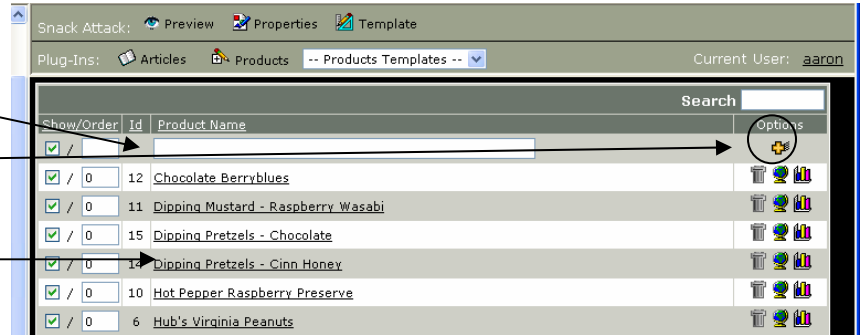 Snack Attack: Preview Properties Template
Plug-Ins: Articles Products -- Products Templates -- Current User: aaron
Search
Show/Order Id Product Name Options
/
/ 0 12 Chocolate Berryblues
/ 0 11 Dipping Mustard - Raspberry Wasabi
/ 0 15 Dipping Pretzels - Chocolate
/ 0 14 Dipping Pretzels - Cinn Honey
/ 0 10 Hot Pepper Raspberry Preserve
/ 0 6 Hub's Virginia Peanuts